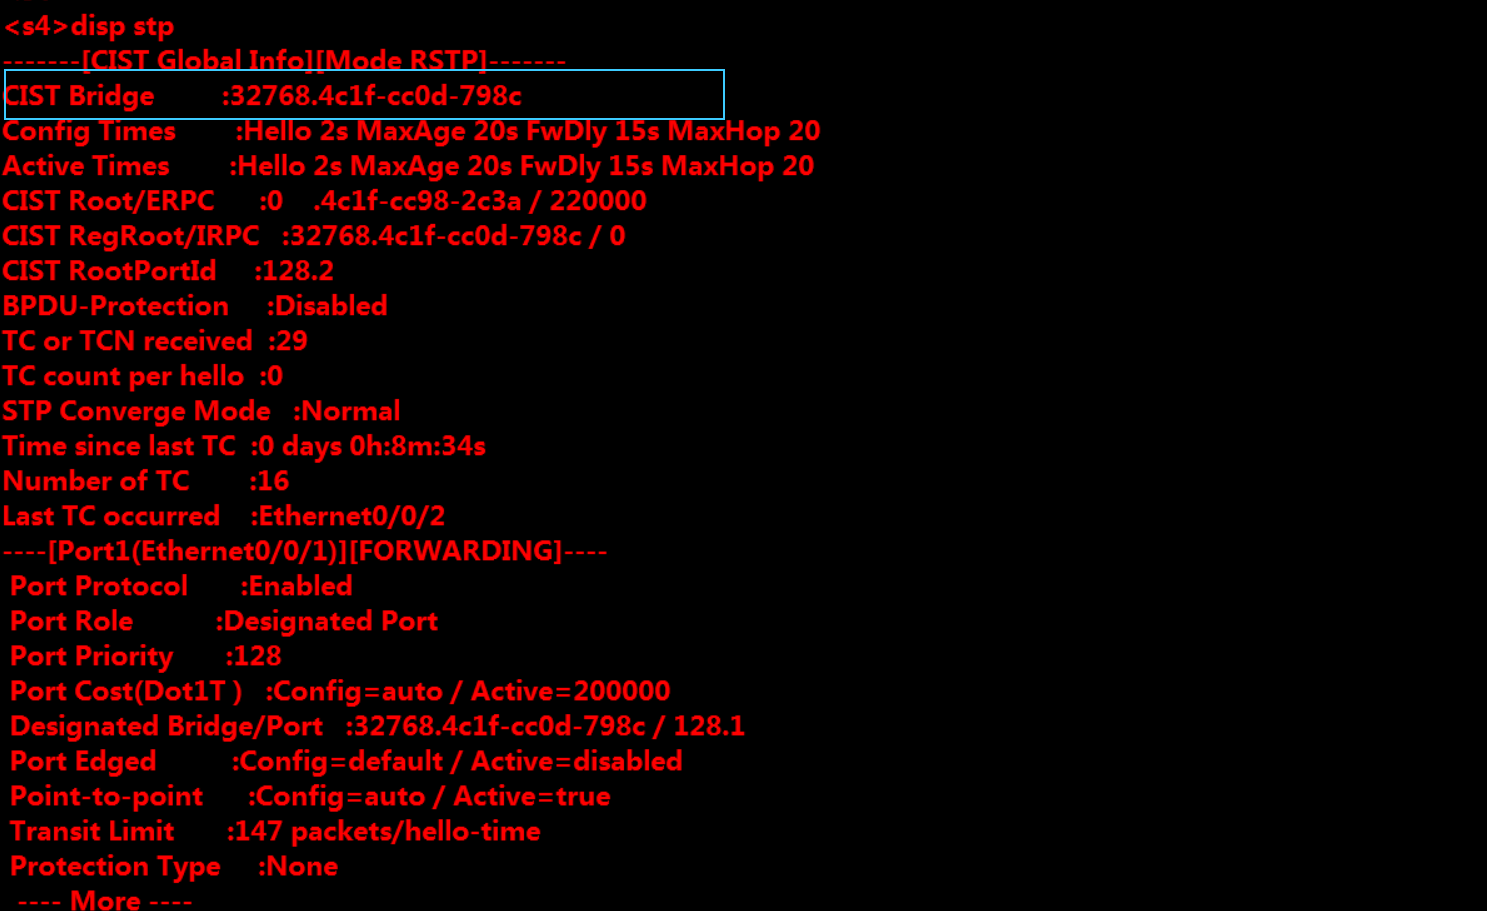 <s4>disp stp
-------[CIST Global Info][Mode RSTP]-------
CIST Bridge         :32768.4c1f-cc0d-798c
Config Times        :Hello 2s MaxAge 20s FwDly 15s MaxHop 20
Active Times        :Hello 2s MaxAge 20s FwDly 15s MaxHop 20
CIST Root/ERPC      :0    .4c1f-cc98-2c3a / 220000
CIST RegRoot/IRPC   :32768.4c1f-cc0d-798c / 0
CIST RootPortId     :128.2
BPDU-Protection     :Disabled
TC or TCN received  :29
TC count per hello  :0
STP Converge Mode   :Normal
Time since last TC  :0 days 0h:8m:34s
Number of TC        :16
Last TC occurred    :Ethernet0/0/2
----[Port1(Ethernet0/0/1)][FORWARDING]----
 Port Protocol       :Enabled
 Port Role           :Designated Port
 Port Priority       :128
 Port Cost(Dot1T )   :Config=auto / Active=200000
 Designated Bridge/Port   :32768.4c1f-cc0d-798c / 128.1
 Port Edged          :Config=default / Active=disabled
 Point-to-point      :Config=auto / Active=true
 Transit Limit       :147 packets/hello-time
 Protection Type     :None
  ---- More ----